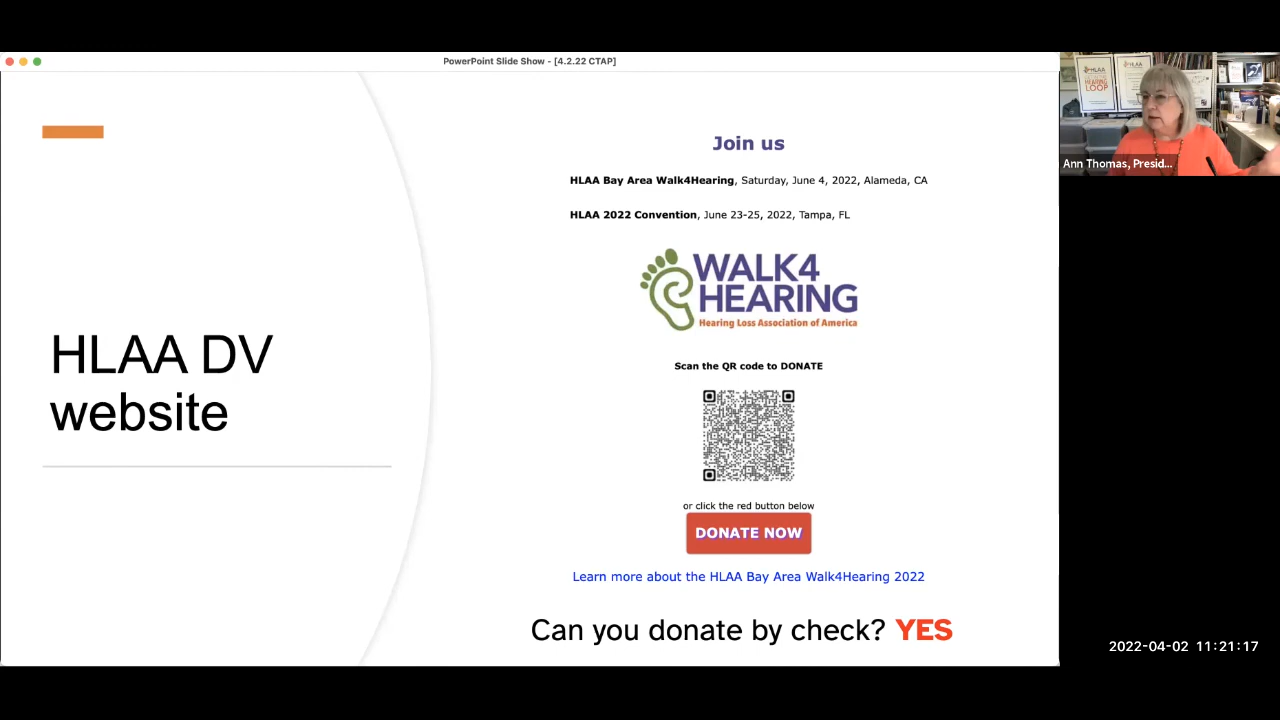 PowerPoint Slide Show - [4.2.22 CTAP]
HLAA DV
website
Join us
HLAA Bay Area Walk4Hearing, Saturday, June 4, 2022, Alameda, CA
HLAA 2022 Convention, June 23-25, 2022, Tampa, FL
WALK4
HEARING
Hearing Loss Association of America
Scan the QR code to DONATE
or click the red button below
DONATE NOW
Learn more about the HLAA Bay Area Walk4Hearing 2022
Can you donate by check? YES
HLAA
HLAA
HEARING
LOOP
Ann Thomas, Presid...
2022-04-02 11:21:17